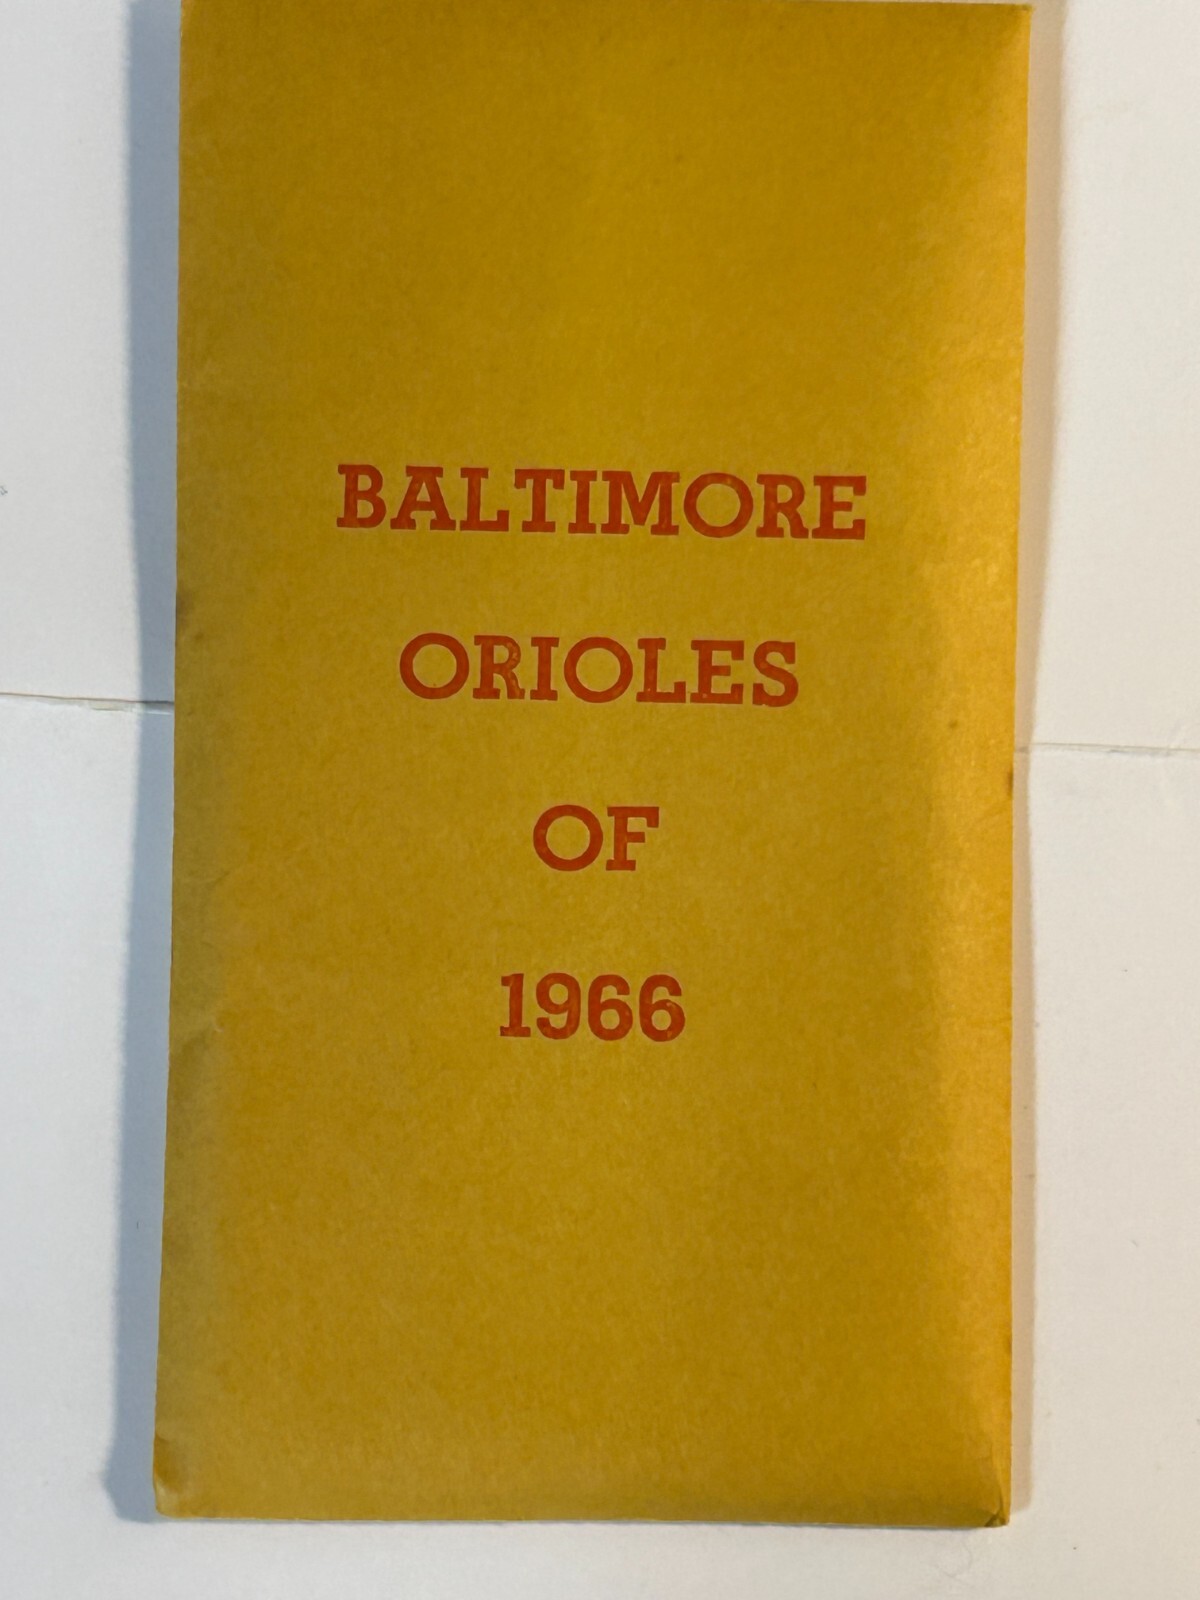 BALTIMORE
ORIOLES
OF
1966